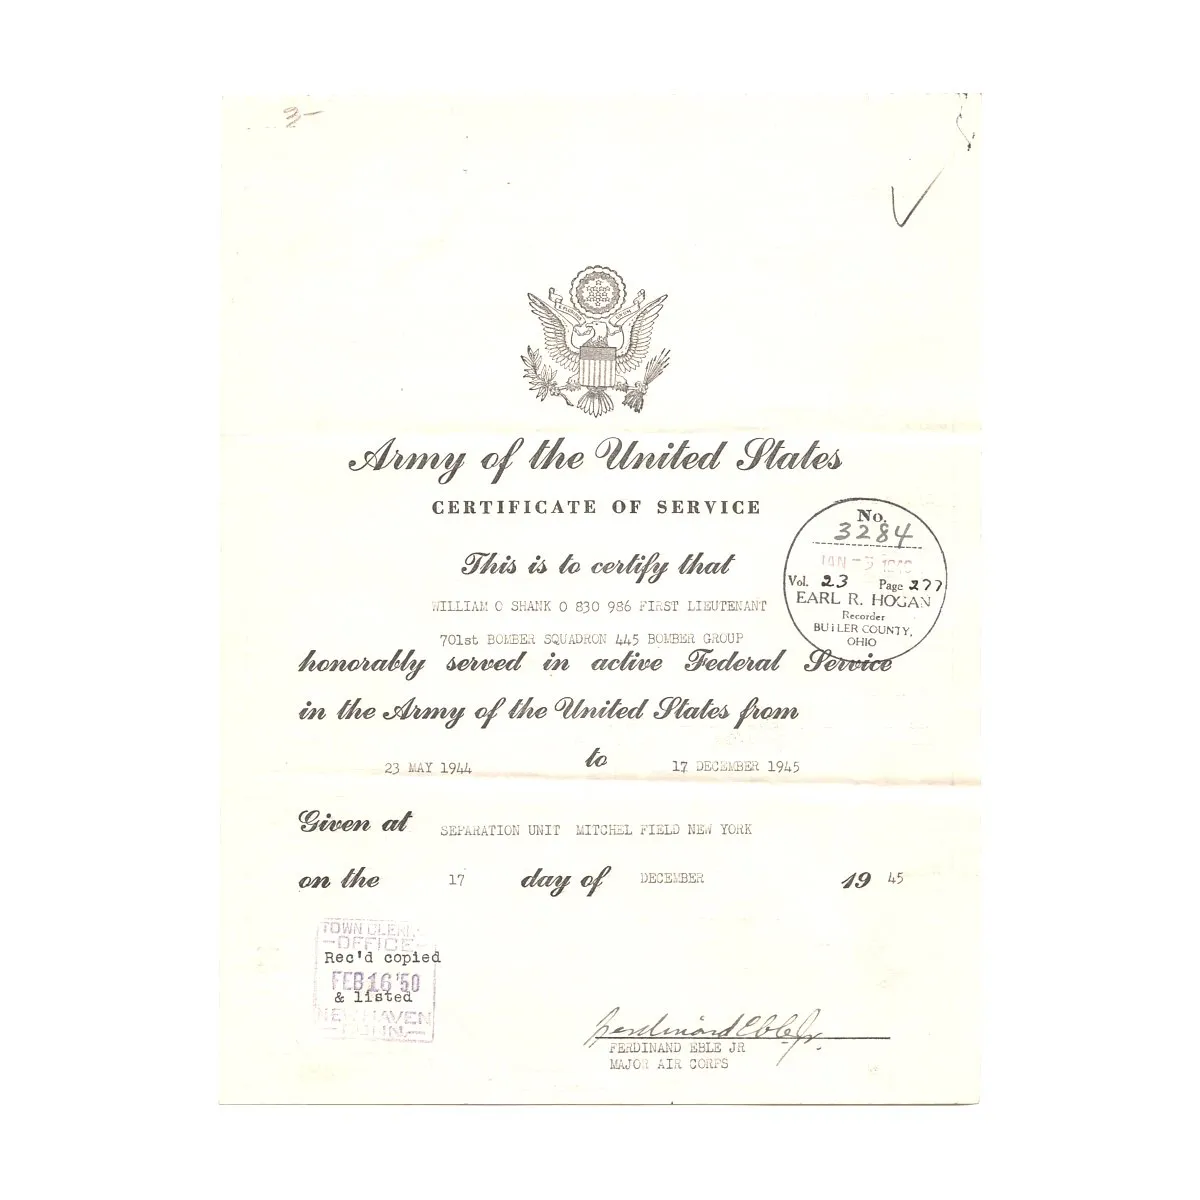 3-
Army of the United States
CERTIFICATE OF SERVICE
This is to certify that
WILLIAM O SHANK O 830 986 FIRST LIEUTENANT
701st BOMBER SQUADRON 445 BOMBER GROUP
honorably served in active Federal Service
in the Army of the United States from
23 MAY 1944 to 17 DECEMBER 1945
Given at SEPARATION UNIT MITCHEL FIELD NEW YORK
on the 17 day of DECEMBER 19 45
No.
3284
JAN -3
Vol. 23 Page 277
EARL R. HOGAN
Recorder
BUTLER COUNTY,
OHIO
TOWN CLERK
-OFFICE-
Rec'd copied
FEB 16 '50
& listed
NEW HAVEN
-CONN.-
Ferdinand Eble Jr.
FERDINAND EBLE JR
MAJOR AIR CORPS